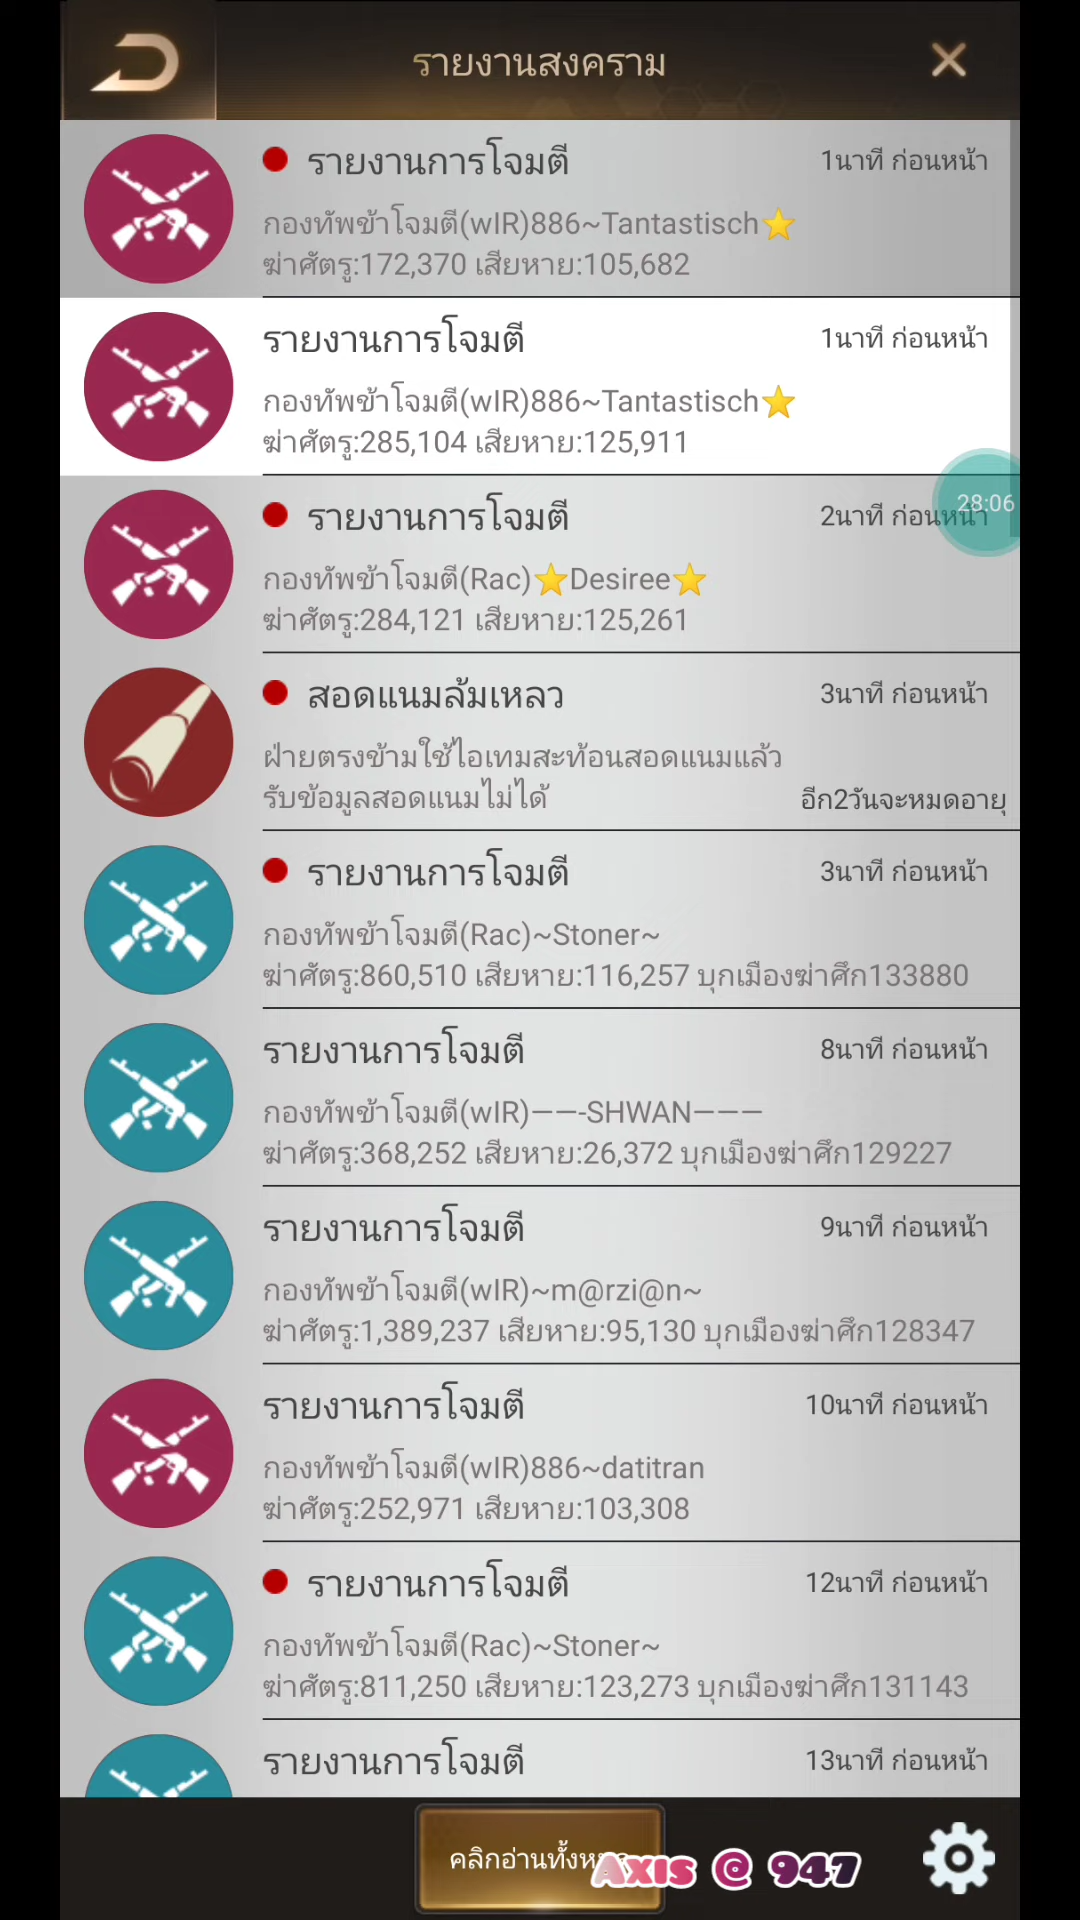 รายงานสงคราม
รายงานการโจมตี 1นาที ก่อนหน้า
กองทัพข้าโจมตี(wIR)886~Tantastisch⭐
ฆ่าศัตรู:172,370 เสียหาย:105,682
รายงานการโจมตี 1นาที ก่อนหน้า
กองทัพข้าโจมตี(wIR)886~Tantastisch⭐
ฆ่าศัตรู:285,104 เสียหาย:125,911
28:06
รายงานการโจมตี 2นาที ก่อนหน้า
กองทัพข้าโจมตี(Rac)⭐Desiree⭐
ฆ่าศัตรู:284,121 เสียหาย:125,261
สอดแนมล้มเหลว 3นาที ก่อนหน้า
ฝ่ายตรงข้ามใช้ไอเทมสะท้อนสอดแนมแล้ว
รับข้อมูลสอดแนมไม่ได้ อีก2วันจะหมดอายุ
รายงานการโจมตี 3นาที ก่อนหน้า
กองทัพข้าโจมตี(Rac)~Stoner~
ฆ่าศัตรู:860,510 เสียหาย:116,257 บุกเมืองฆ่าศึก133880
รายงานการโจมตี 8นาที ก่อนหน้า
กองทัพข้าโจมตี(wIR)——-SHWAN———
ฆ่าศัตรู:368,252 เสียหาย:26,372 บุกเมืองฆ่าศึก129227
รายงานการโจมตี 9นาที ก่อนหน้า
กองทัพข้าโจมตี(wIR)~m@rzi@n~
ฆ่าศัตรู:1,389,237 เสียหาย:95,130 บุกเมืองฆ่าศึก128347
รายงานการโจมตี 10นาที ก่อนหน้า
กองทัพข้าโจมตี(wIR)886~datitran
ฆ่าศัตรู:252,971 เสียหาย:103,308
รายงานการโจมตี 12นาที ก่อนหน้า
กองทัพข้าโจมตี(Rac)~Stoner~
ฆ่าศัตรู:811,250 เสียหาย:123,273 บุกเมืองฆ่าศึก131143
รายงานการโจมตี 13นาที ก่อนหน้า
คลิกอ่านทั้งหมด
Axis @ 947